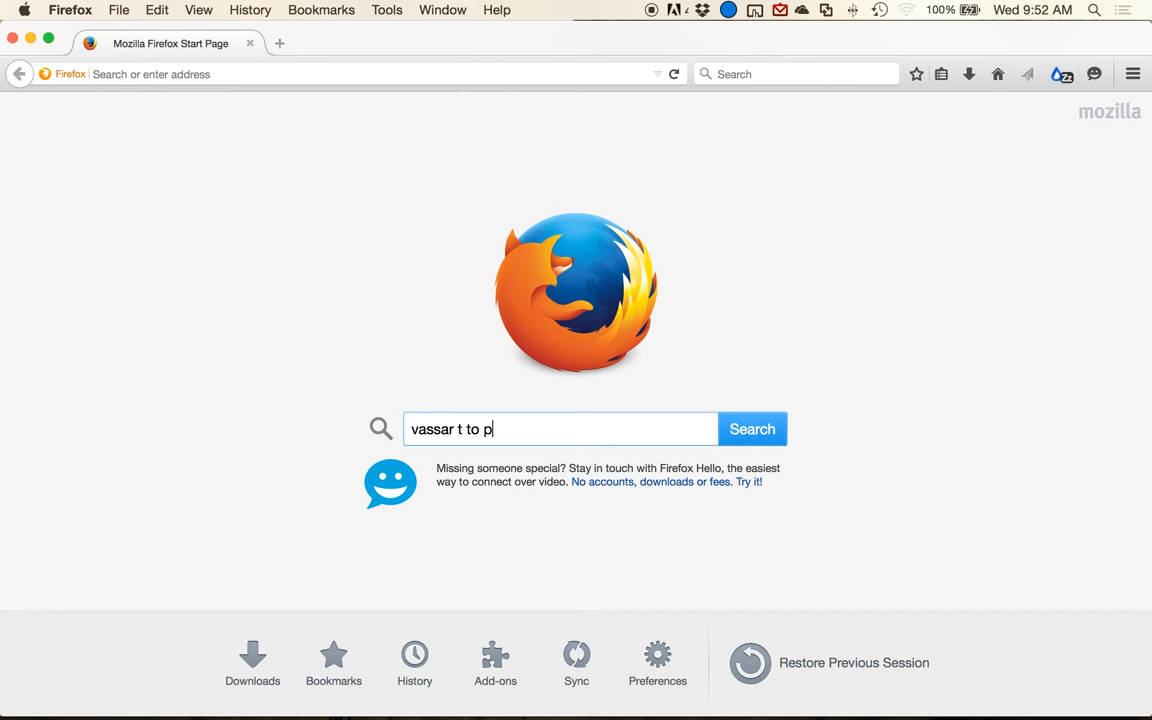 Firefox File Edit View History Bookmarks Tools Window Help 100% Wed 9:52 AM
Mozilla Firefox Start Page
Firefox Search or enter address Search
mozilla
vassar t to p Search
Missing someone special? Stay in touch with Firefox Hello, the easiest
way to connect over video. No accounts, downloads or fees. Try it!
Downloads Bookmarks History Add-ons Sync Preferences Restore Previous Session